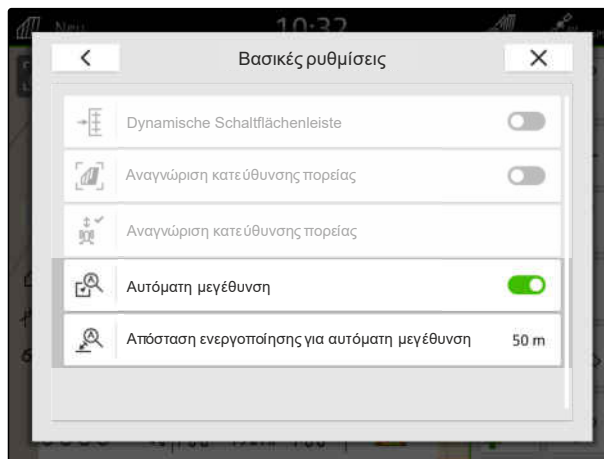 Neu
10:32
Βασικές ρυθμίσεις
Dynamische Schaltflächenleiste
Αναγνώριση κατεύθυνσης πορείας
Αναγνώριση κατεύθυνσης πορείας
Αυτόματη μεγέθυνση
Απόσταση ενεργοποίησης για αυτόματη μεγέθυνση
50 m